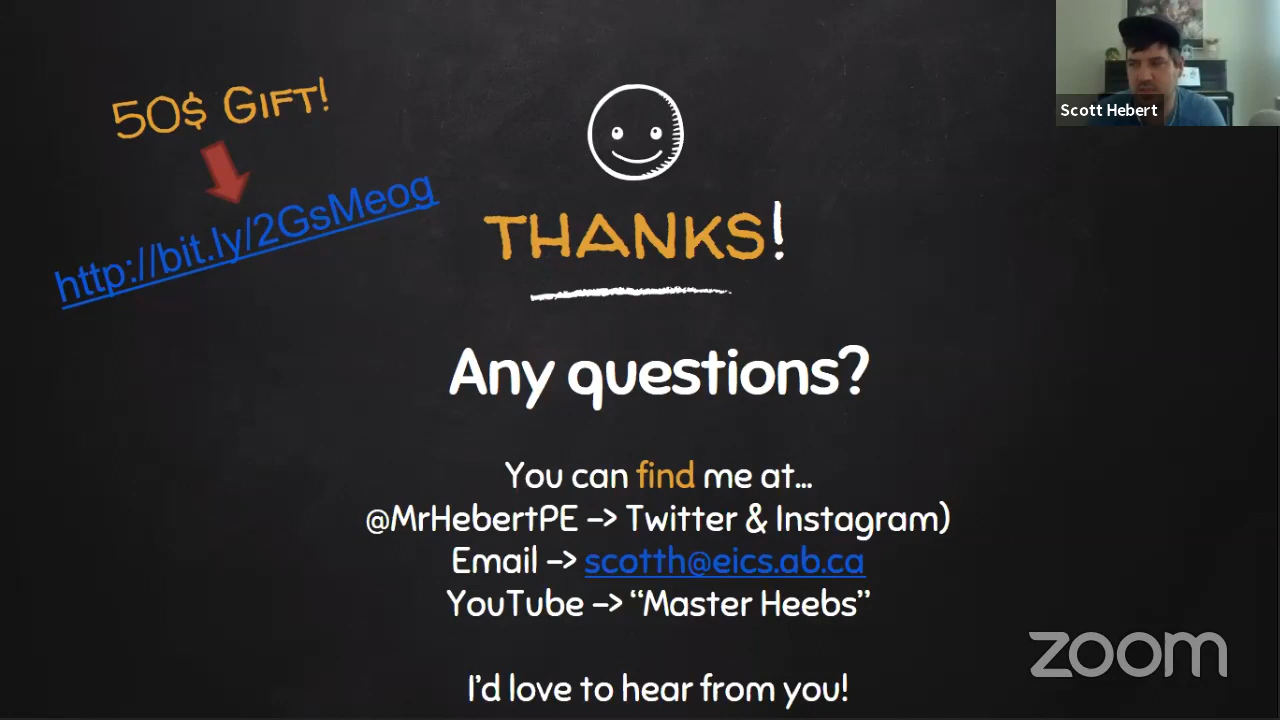 50$ GIFT!
http://bit.ly/2GsMeog
THANKS!
Any questions?
You can find me at...
@MrHebertPE -> Twitter & Instagram)
Email -> scotth@eics.ab.ca
YouTube -> “Master Heebs”
I'd love to hear from you!
Scott Hebert
zoom